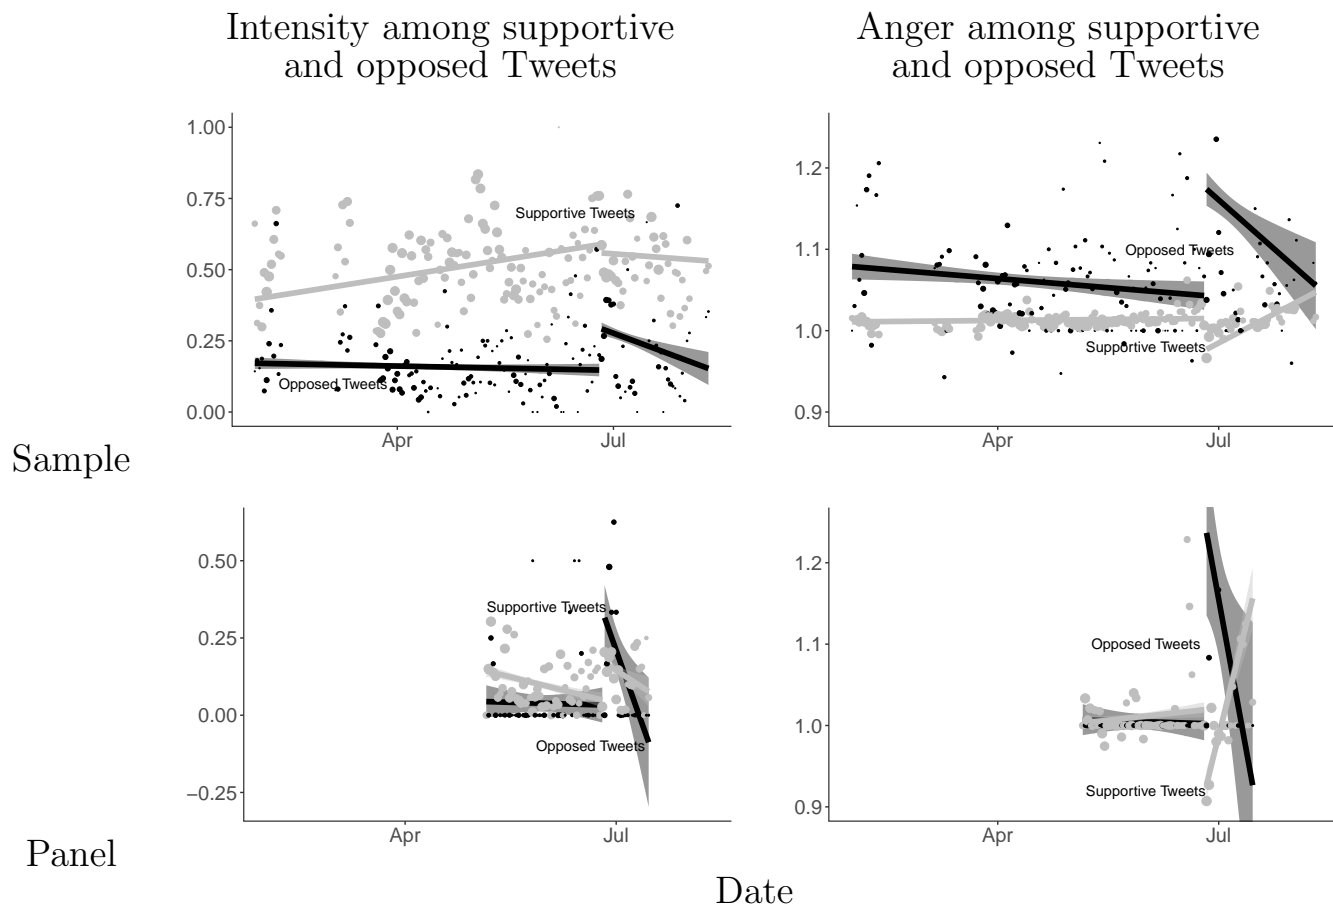 Intensity among supportive
and opposed Tweets
Anger among supportive
and opposed Tweets
1.00
0.75
0.50
0.25
0.00
Supportive Tweets
Opposed Tweets
Apr
Jul
1.2
1.1
1.0
0.9
Opposed Tweets
Supportive Tweets
Apr
Jul
Sample
0.50
0.25
0.00
−0.25
Supportive Tweets
Opposed Tweets
Apr
Jul
1.2
1.1
1.0
0.9
Opposed Tweets
Supportive Tweets
Apr
Jul
Panel
Date